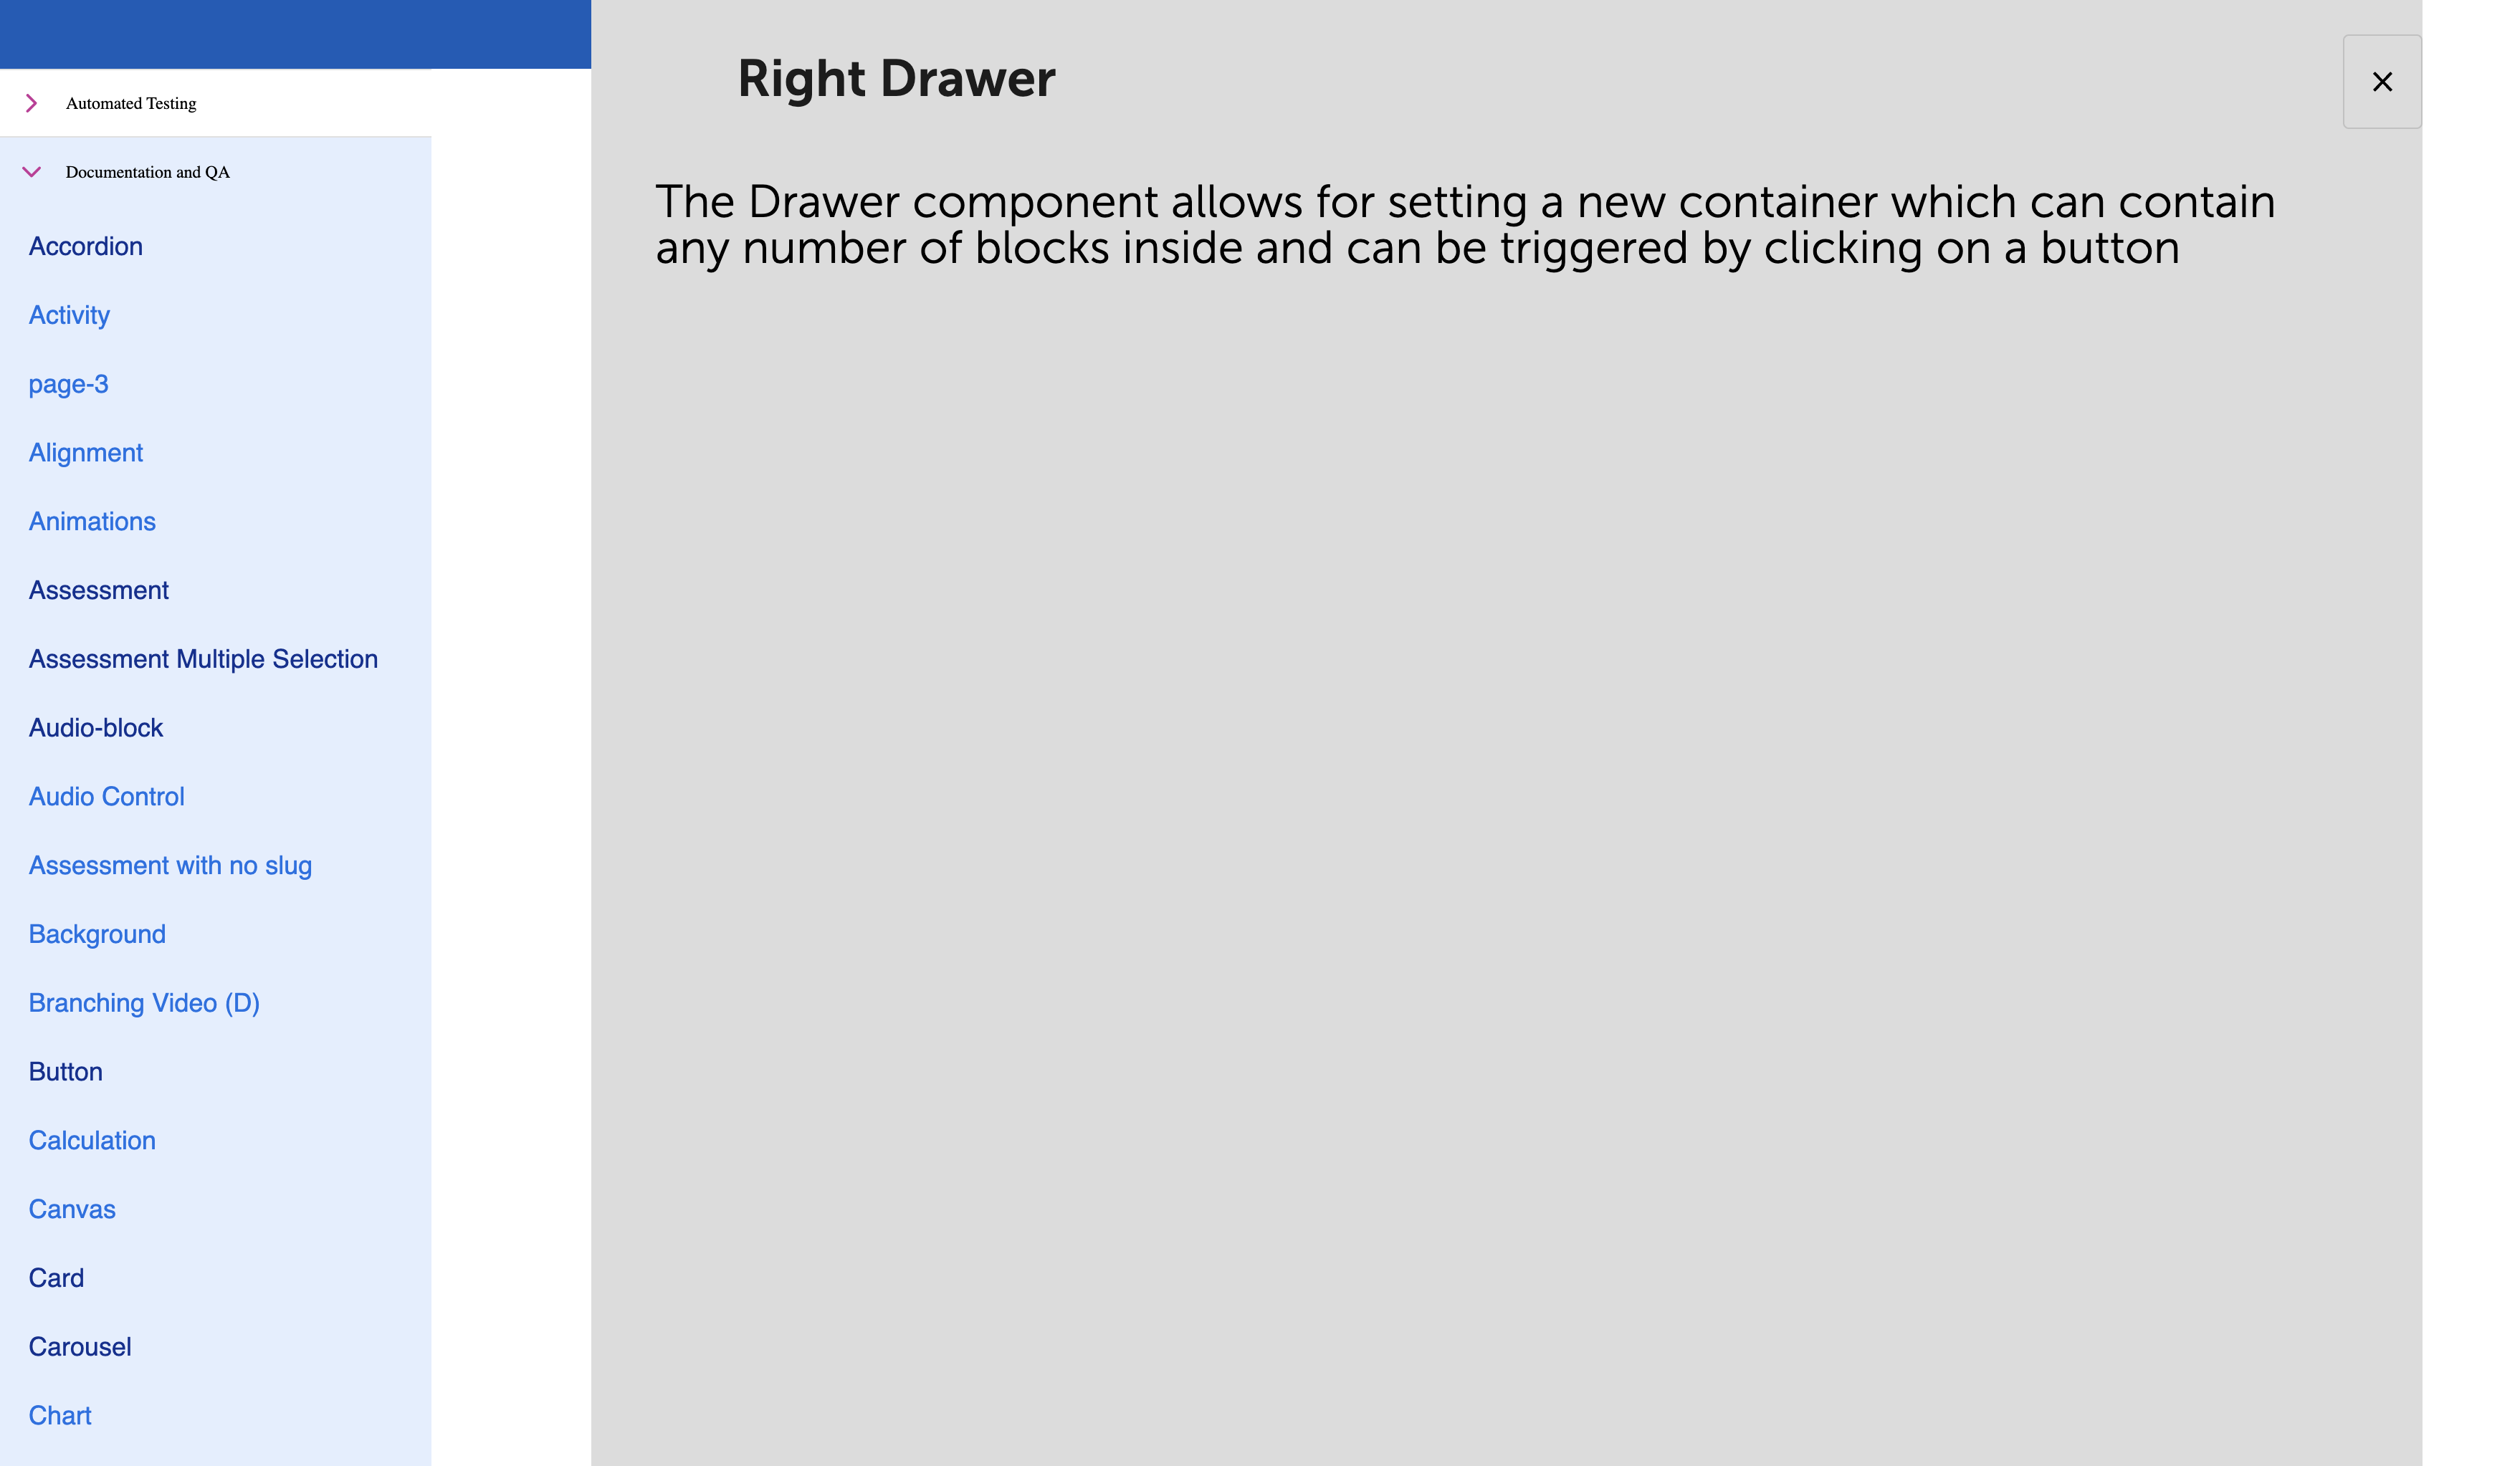 Automated Testing
Documentation and QA
Accordion
Activity
page-3
Alignment
Animations
Assessment
Assessment Multiple Selection
Audio-block
Audio Control
Assessment with no slug
Background
Branching Video (D)
Button
Calculation
Canvas
Card
Carousel
Chart
Right Drawer
The Drawer component allows for setting a new container which can contain
any number of blocks inside and can be triggered by clicking on a button